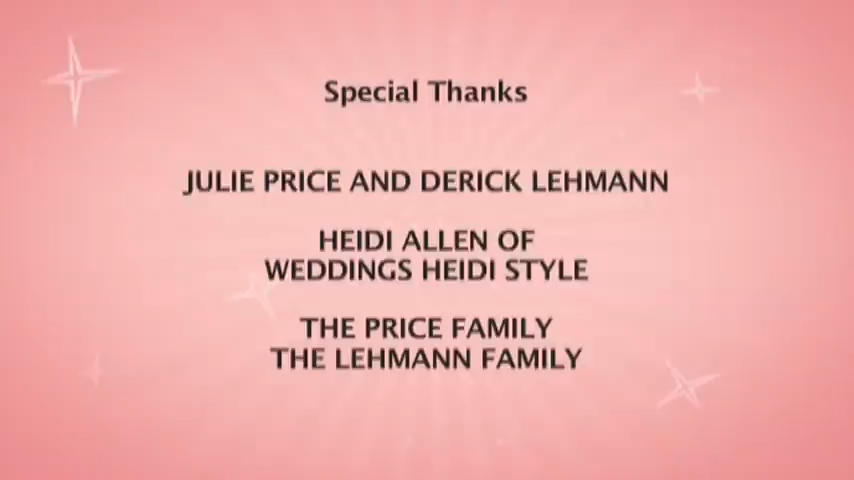 Special Thanks
JULIE PRICE AND DERICK LEHMANN
HEIDI ALLEN OF
WEDDINGS HEIDI STYLE
THE PRICE FAMILY
THE LEHMANN FAMILY